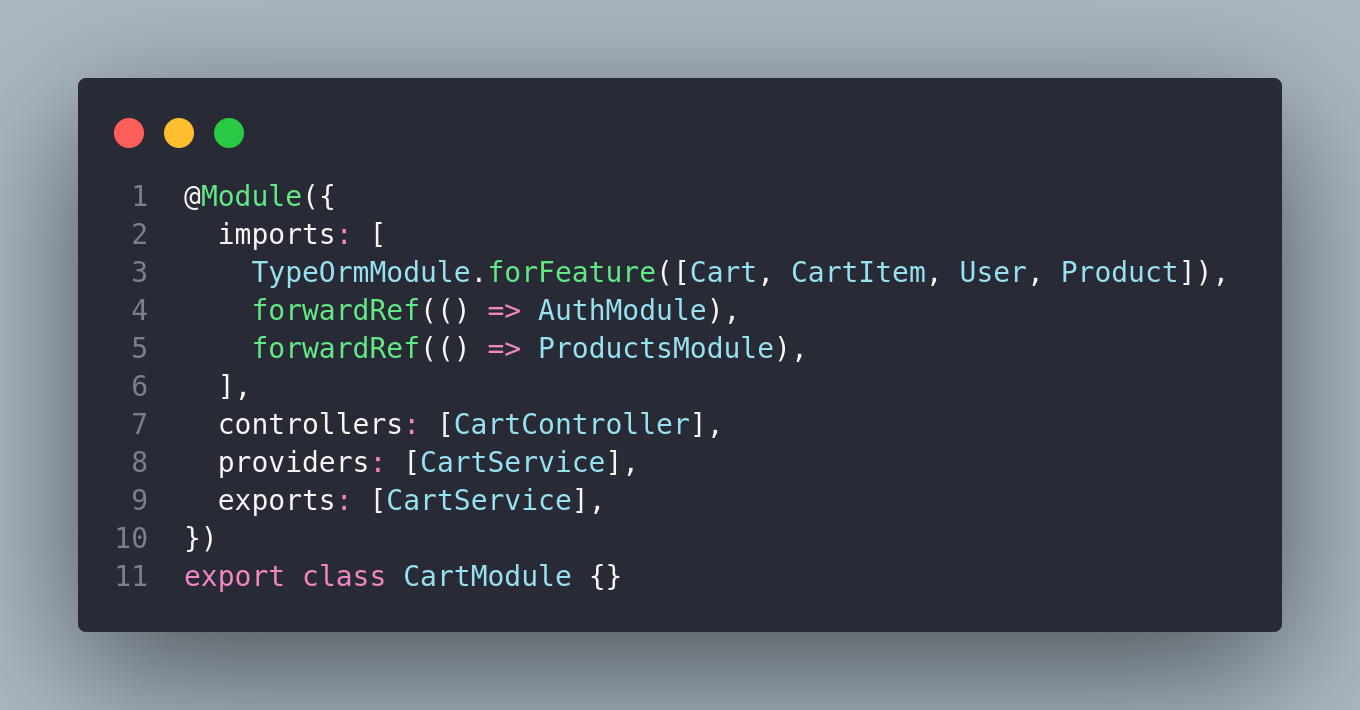 1 @Module({
2   imports: [
3     TypeOrmModule.forFeature([Cart, CartItem, User, Product]),
4     forwardRef(() => AuthModule),
5     forwardRef(() => ProductsModule),
6   ],
7   controllers: [CartController],
8   providers: [CartService],
9   exports: [CartService],
10 })
11 export class CartModule {}